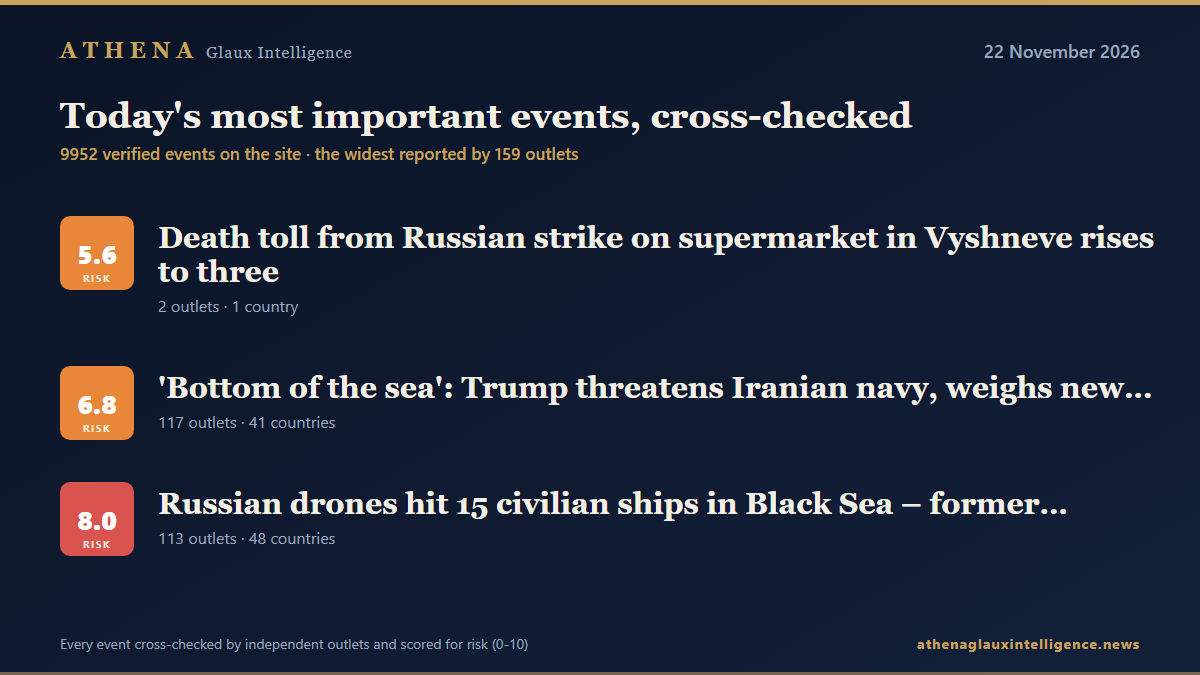 ATHENA Glaux Intelligence
22 November 2026
Today's most important events, cross-checked
9952 verified events on the site · the widest reported by 159 outlets
5.6
RISK
Death toll from Russian strike on supermarket in Vyshneve rises
to three
2 outlets · 1 country
6.8
RISK
'Bottom of the sea': Trump threatens Iranian navy, weighs new...
117 outlets · 41 countries
8.0
RISK
Russian drones hit 15 civilian ships in Black Sea – former...
113 outlets · 48 countries
Every event cross-checked by independent outlets and scored for risk (0-10)
athenaglauxintelligence.news